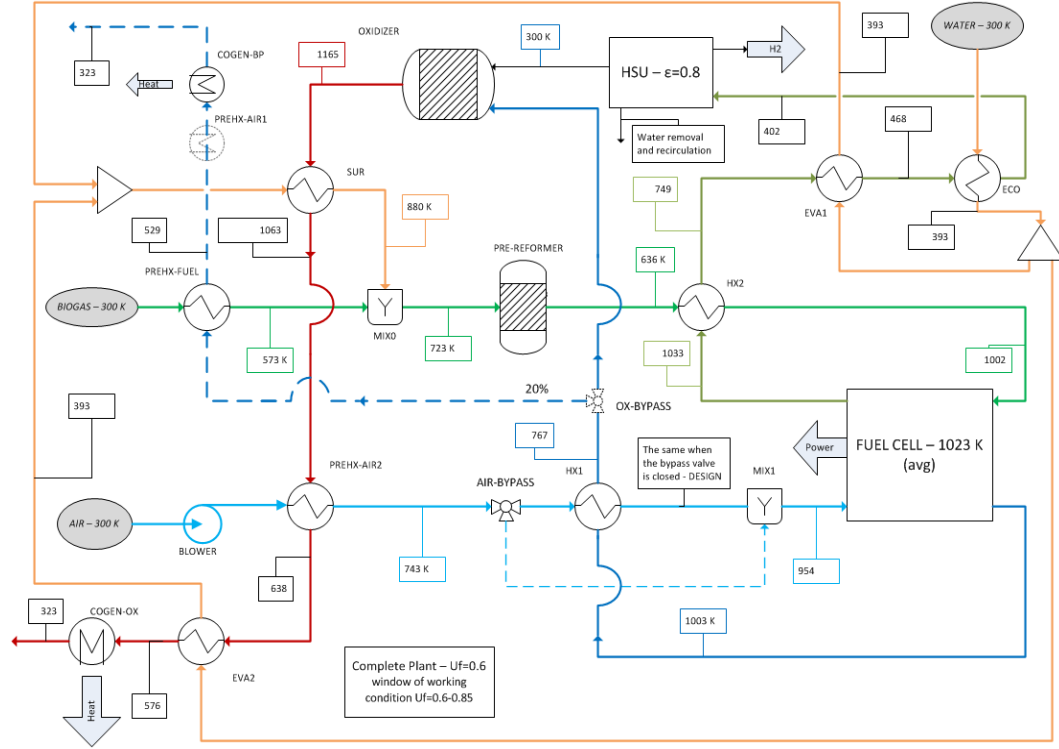 393
WATER – 300 K
OXIDIZER
300 K
H2
323
COGEN-BP
1165
HSU – ε=0.8
Heat
402
468
PREHX-AIR1
Water removal
and recirculation
SUR
749
EVA1
ECO
880 K
529
1063
393
PRE-REFORMER
636 K
PREHX-FUEL
HX2
BIOGAS – 300 K
MIX0
573 K
723 K
1033
1002
20%
393
OX-BYPASS
767
Power
FUEL CELL – 1023 K
(avg)
The same when
the bypass valve
is closed - DESIGN
PREHX-AIR2
HX1
MIX1
AIR-BYPASS
AIR – 300 K
BLOWER
743 K
954
638
COGEN-OX
323
1003 K
EVA2
Complete Plant – Uf=0.6
window of working
condition Uf=0.6-0.85
576
Heat